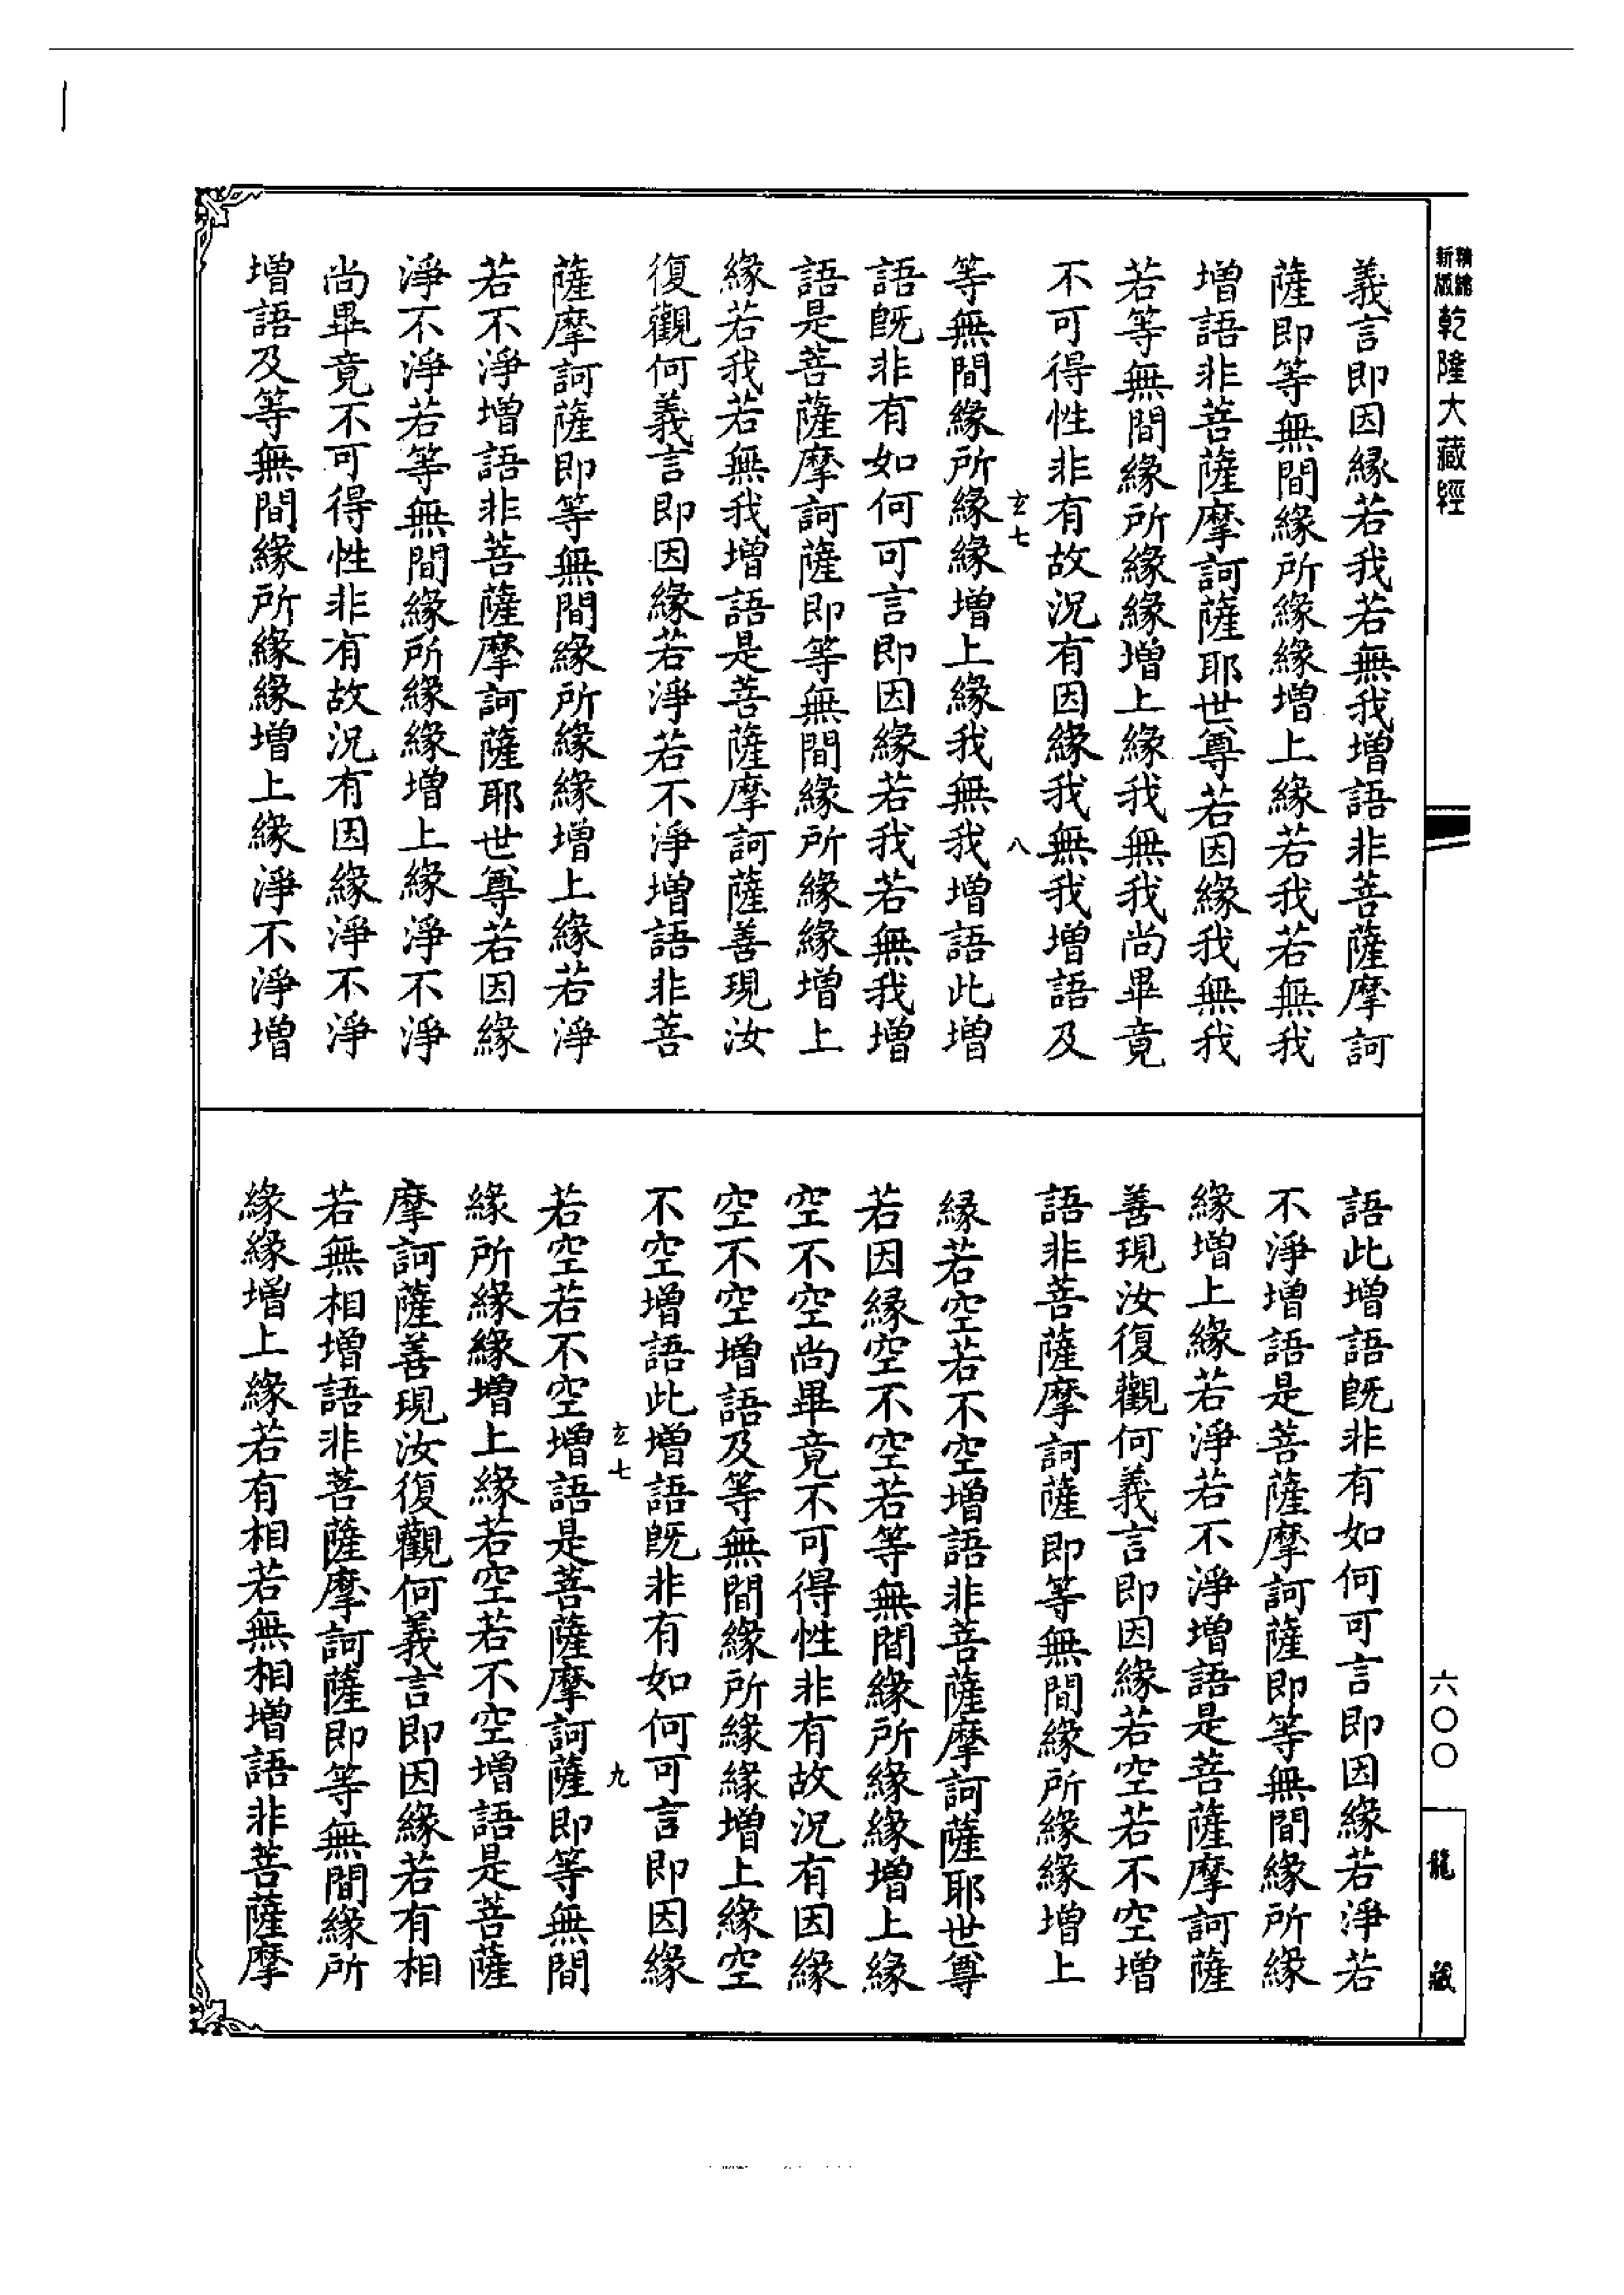 精編
新版
乾隆大藏經
義言即因緣若我若無我增語非菩薩摩訶
薩即等無間緣所緣緣增上緣若我若無我
增語非菩薩摩訶薩耶世尊若因緣我無我
若等無間緣所緣緣增上緣我無我尚畢竟
不可得性非有故況有因緣我無我增語及
玄七
八
等無間緣所緣緣增上緣我無我增語此增
語旣非有如何可言即因緣若我若無我增
語是菩薩摩訶薩即等無間緣所緣緣增上
緣若我若無我增語是菩薩摩訶薩善現汝
復觀何義言即因緣若淨若不淨增語非菩
薩摩訶薩即等無間緣所緣緣增上緣若淨
若不淨增語非菩薩摩訶薩耶世尊若因緣
淨不淨若等無間緣所緣緣增上緣淨不淨
尚畢竟不可得性非有故況有因緣淨不淨
增語及等無間緣所緣緣增上緣淨不淨增
語此增語旣非有如何可言即因緣若淨若
不淨增語是菩薩摩訶薩即等無間緣所緣
緣增上緣若淨若不淨增語是菩薩摩訶薩
善現汝復觀何義言即因緣若空若不空增
語非菩薩摩訶薩即等無間緣所緣緣增上
緣若空若不空增語非菩薩摩訶薩耶世尊
若因緣空不空若等無間緣所緣緣增上緣
空不空尚畢竟不可得性非有故況有因緣
空不空增語及等無間緣所緣緣增上緣空
不空增語此增語旣非有如何可言即因緣
玄七
九
若空若不空增語是菩薩摩訶薩即等無間
緣所緣緣增上緣若空若不空增語是菩薩
摩訶薩善現汝復觀何義言即因緣若有相
若無相增語非菩薩摩訶薩即等無間緣所
緣緣增上緣若有相若無相增語非菩薩摩
六〇〇
龍藏